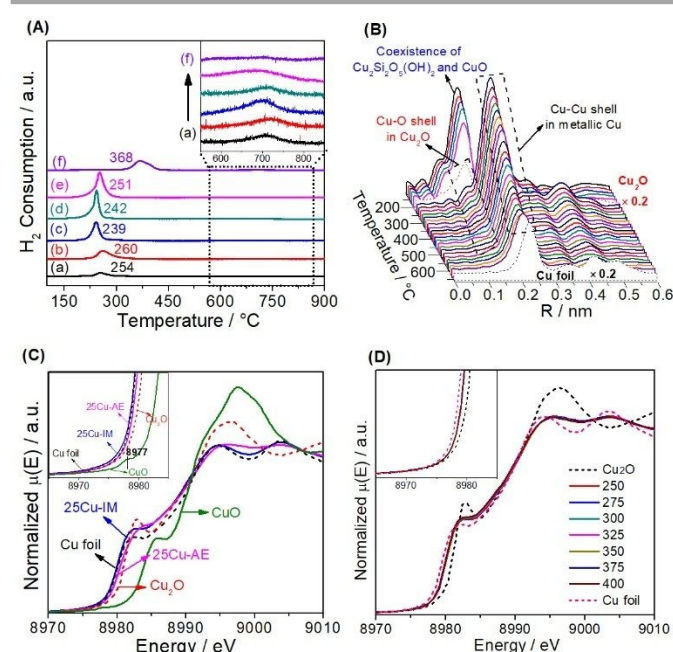 (A)
H₂ Consumption / a.u.
(f)
(a)
600 700 800
(f)
368
(e)
251
(d)
242
(c)
239
(b)
260
(a)
254
150 300 450 600 750 900
Temperature / °C
(B)
Coexistence of
Cu₂Si₂O₅(OH)₂ and CuO
Cu-O shell
in Cu₂O
Cu-Cu shell
in metallic Cu
Cu₂O
× 0.2
200
300
400
500
600
Temperature / °C
Cu foil × 0.2
0.0 0.1 0.2 0.3 0.4 0.5 0.6
R / nm
(C)
Normalized μ(E) / a.u.
25Cu-AE
Cu₂O
25Cu-IM
Cu foil
8977
CuO
8970 8980
25Cu-IM
CuO
Cu foil
25Cu-AE
Cu₂O
8970 8980 8990 9000 9010
Energy / eV
(D)
Normalized μ(E) / a.u.
8970 8980
Cu2O
250
275
300
325
350
375
400
Cu foil
8970 8980 8990 9000 9010
Energy / eV